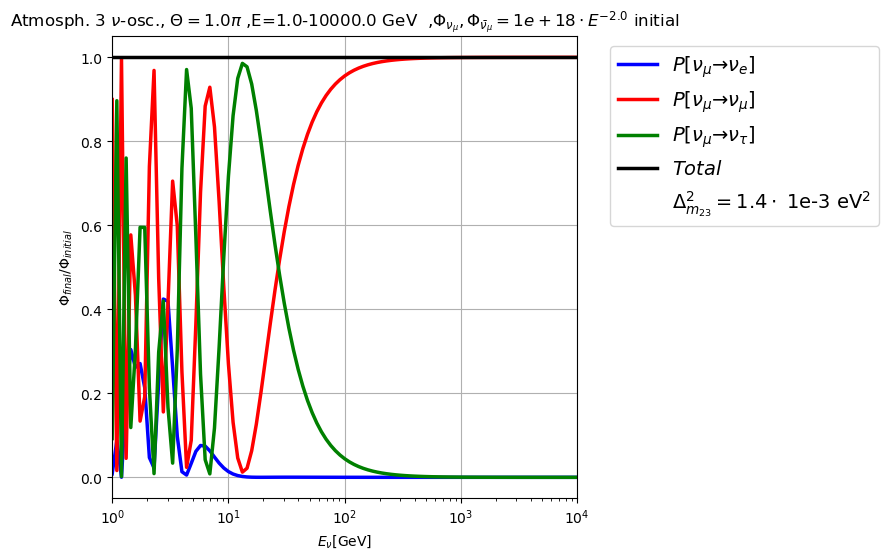 Atmosph. 3 ν-osc., Θ = 1.0π ,E=1.0-10000.0 GeV ,Φ_{ν_μ}, Φ_{ν̄_μ} = 1e + 18 · E^{−2.0} initial
P[ν_μ→ν_e]
P[ν_μ→ν_μ]
P[ν_μ→ν_τ]
Total
Δ^2_{m_{23}} = 1.4 · 1e-3 eV^2
Φ_{final}/Φ_{initial}
1.0
0.8
0.6
0.4
0.2
0.0
10^0 10^1 10^2 10^3 10^4
E_ν[GeV]